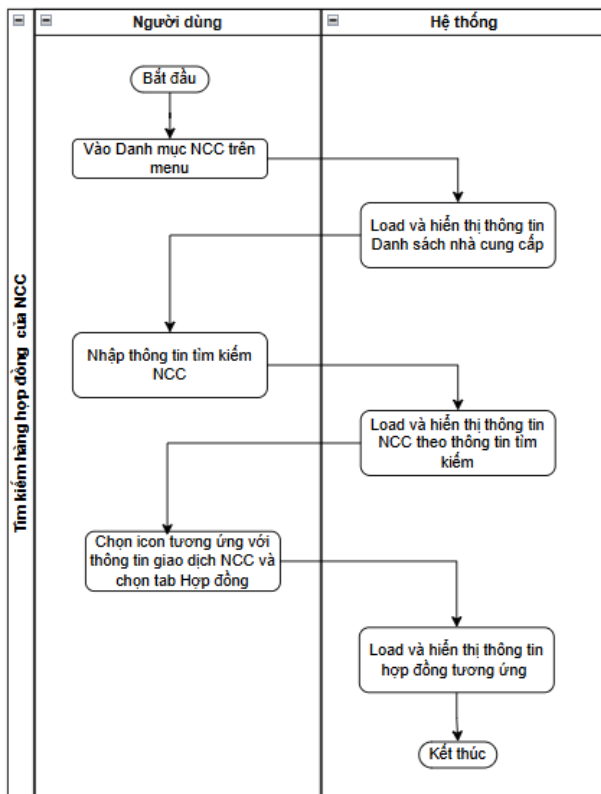 Người dùng
Hệ thống
Tìm kiếm hàng hợp đồng của NCC
Bắt đầu
Vào Danh mục NCC trên
menu
Load và hiển thị thông tin
Danh sách nhà cung cấp
Nhập thông tin tìm kiếm
NCC
Load và hiển thị thông tin
NCC theo thông tin tìm
kiếm
Chọn icon tương ứng với
thông tin giao dịch NCC và
chọn tab Hợp đồng
Load và hiển thị thông tin
hợp đồng tương ứng
Kết thúc